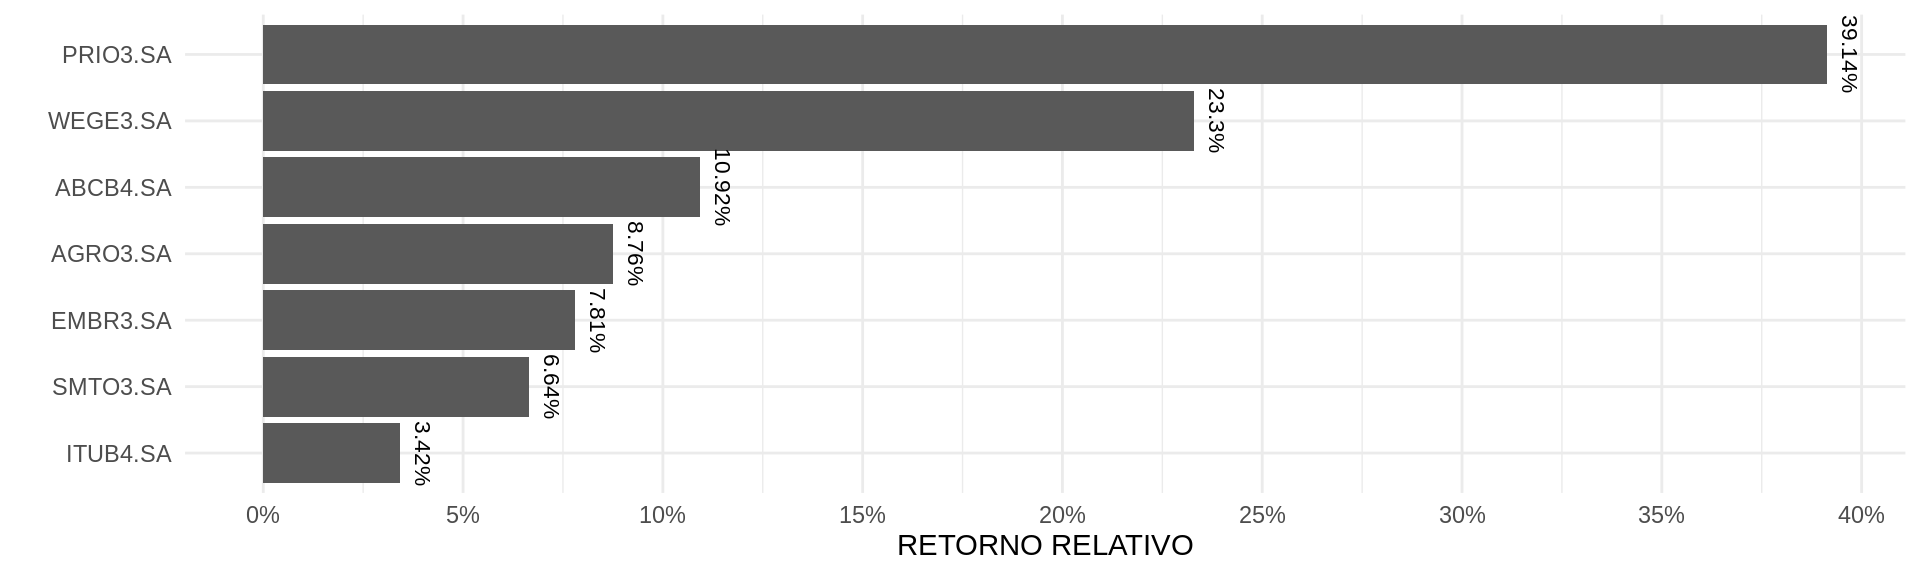 PRIO3.SA
39.14%
WEGE3.SA
23.3%
ABCB4.SA
10.92%
AGRO3.SA
8.76%
EMBR3.SA
7.81%
SMTO3.SA
6.64%
ITUB4.SA
3.42%
0% 5% 10% 15% 20% 25% 30% 35% 40%
RETORNO RELATIVO